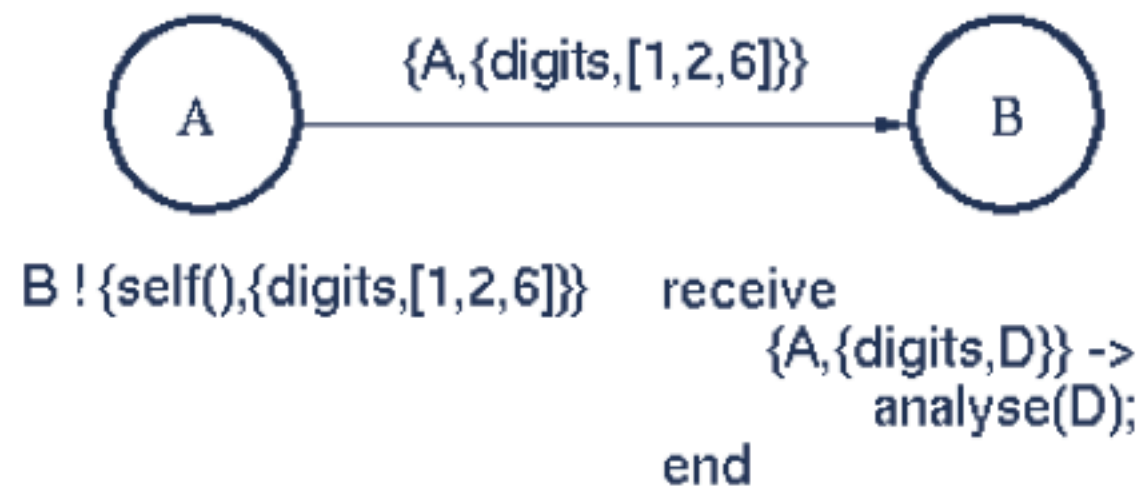 {A,{digits,[1,2,6]}}
A
B
B ! {self(),{digits,[1,2,6]}}
receive
{A,{digits,D}} ->
analyse(D);
end